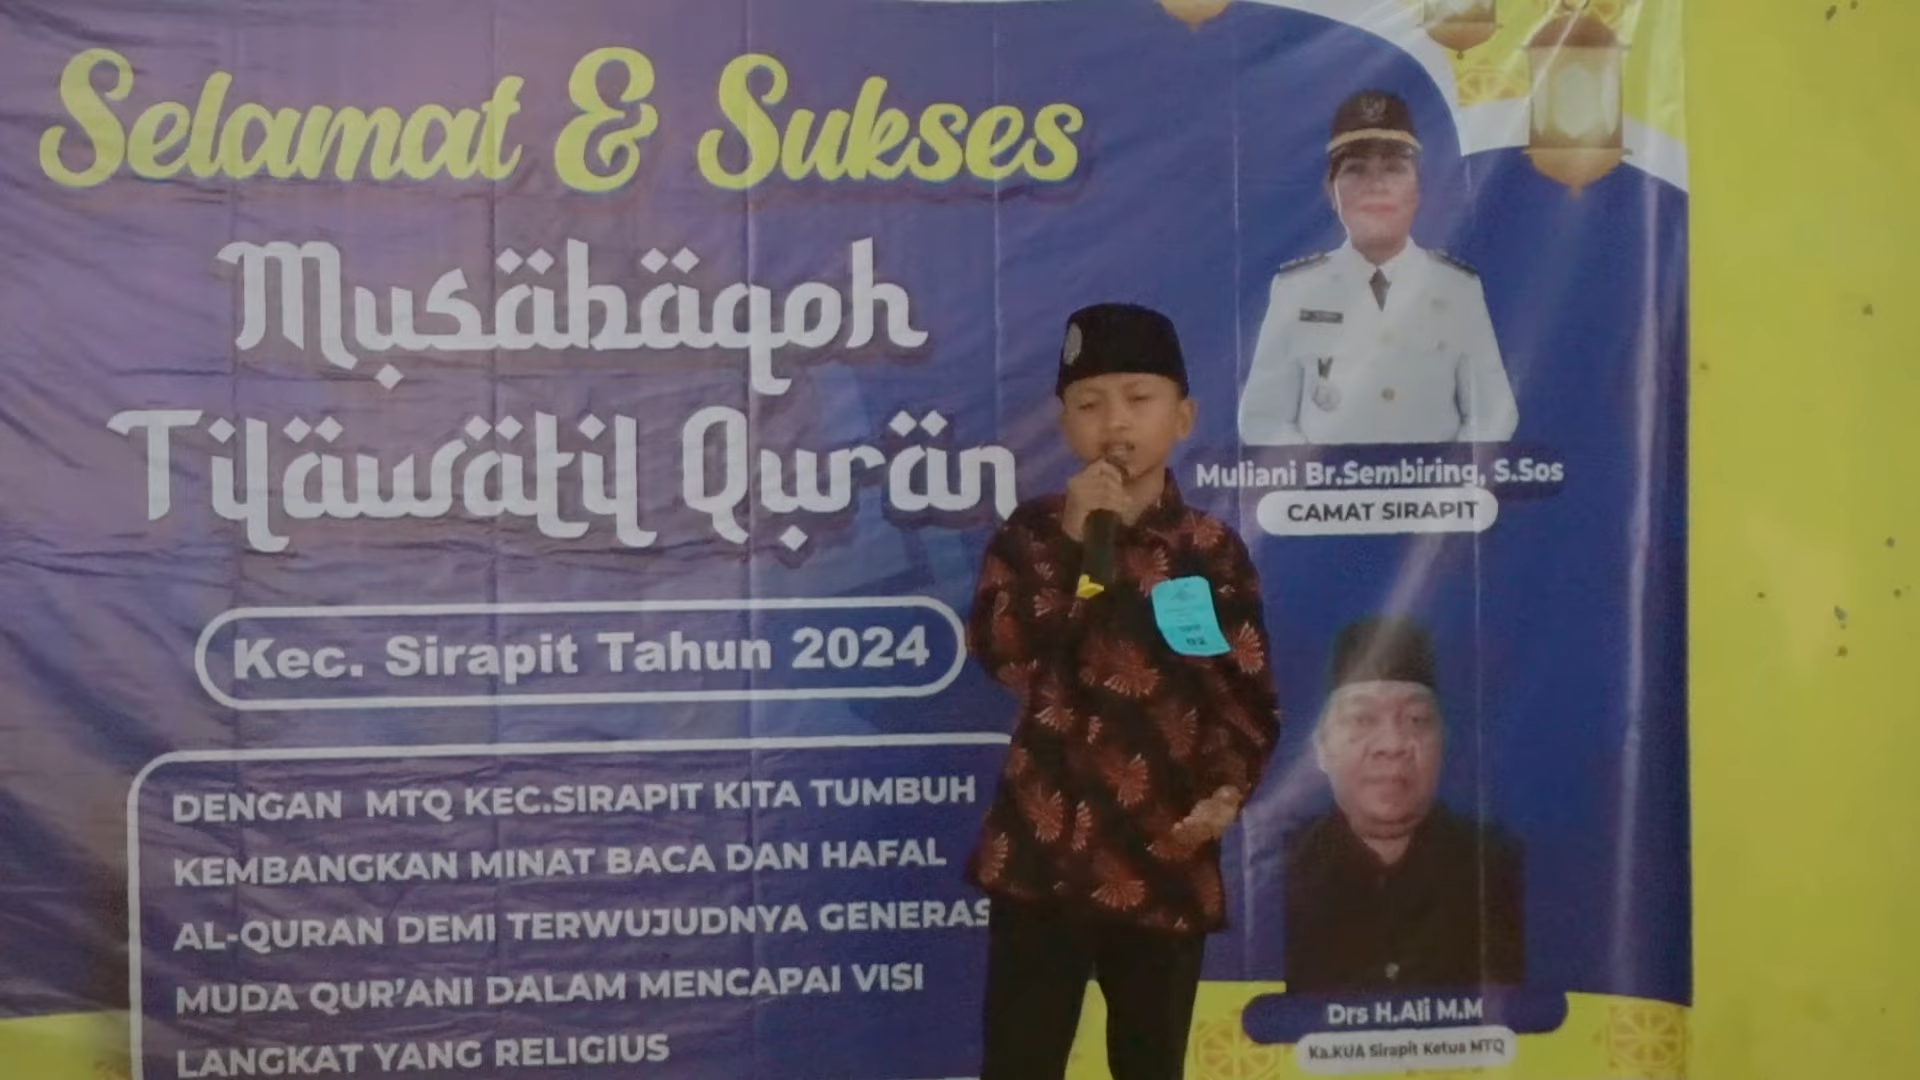 Selamat & Sukses
Musabaqoh
Tilawatil Qur'an
Kec. Sirapit Tahun 2024
DENGAN MTQ KEC.SIRAPIT KITA TUMBUH
KEMBANGKAN MINAT BACA DAN HAFAL
AL-QURAN DEMI TERWUJUDNYA GENERAS
MUDA QUR'ANI DALAM MENCAPAI VISI
LANGKAT YANG RELIGIUS
Muliani Br.Sembiring, S.Sos
CAMAT SIRAPIT
Drs H.Ali M.M
Ka.KUA Sirapit Ketua MTQ
02